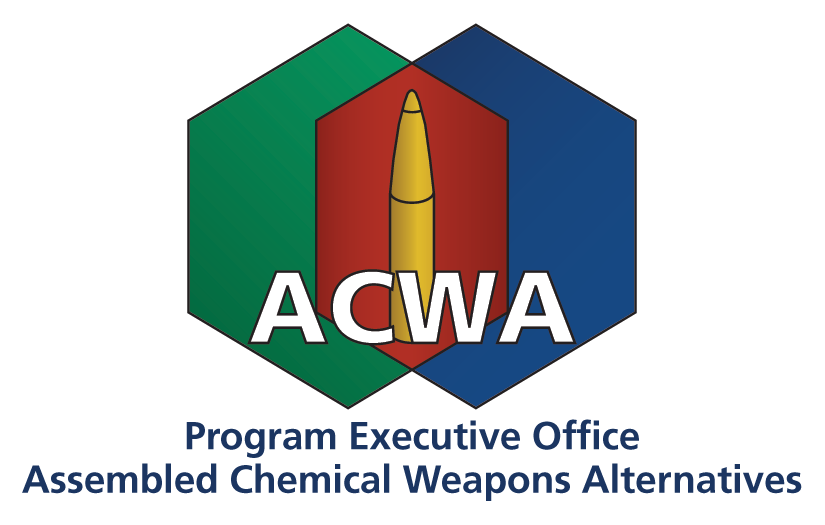 ACWA
Program Executive Office
Assembled Chemical Weapons Alternatives